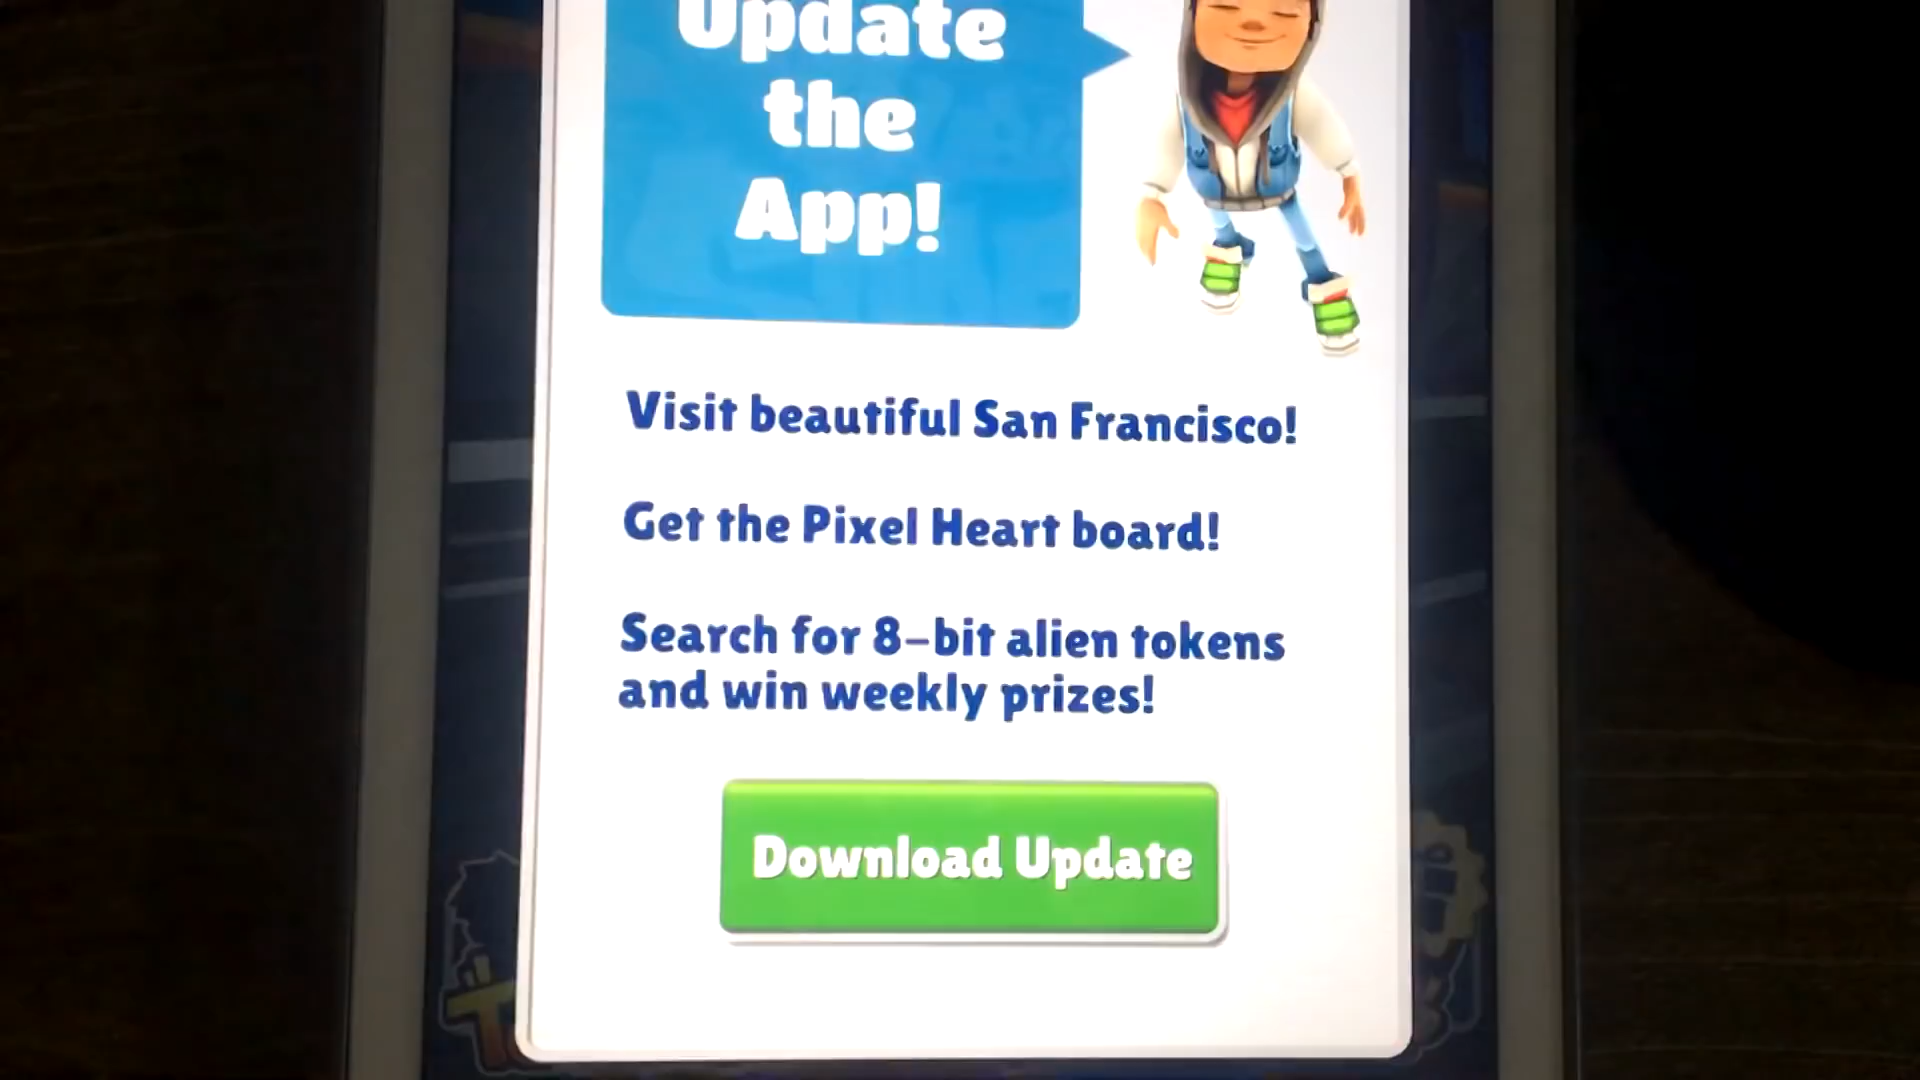 Update
the
App!
Visit beautiful San Francisco!
Get the Pixel Heart board!
Search for 8-bit alien tokens
and win weekly prizes!
Download Update